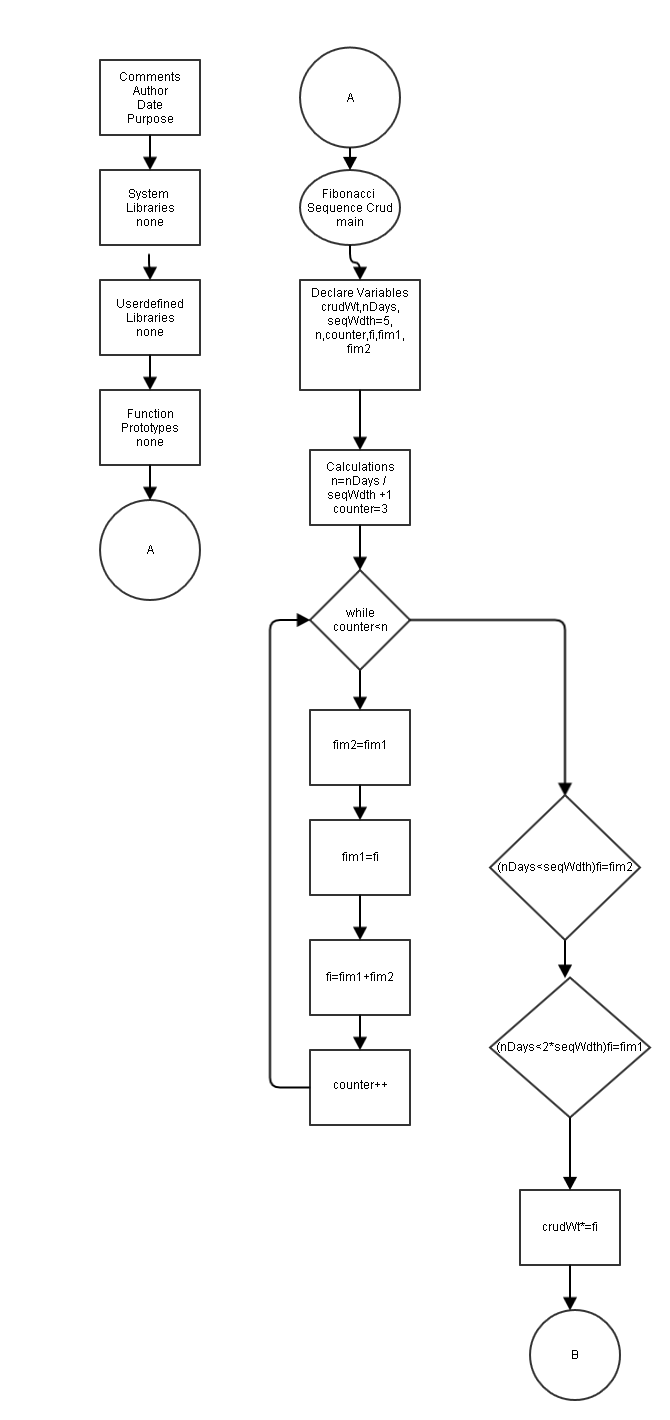 Comments
Author
Date
Purpose
System
Libraries
none
Userdefined
Libraries
none
Function
Prototypes
none
A
A
Fibonacci
Sequence Crud
main
Declare Variables
crudWt,nDays,
seqWdth=5,
n,counter,fi,fim1,
fim2
Calculations
n=nDays /
seqWdth +1
counter=3
while
counter<n
fim2=fim1
fim1=fi
fi=fim1+fim2
counter++
(nDays<seqWdth)fi=fim2
(nDays<2*seqWdth)fi=fim1
crudWt*=fi
B